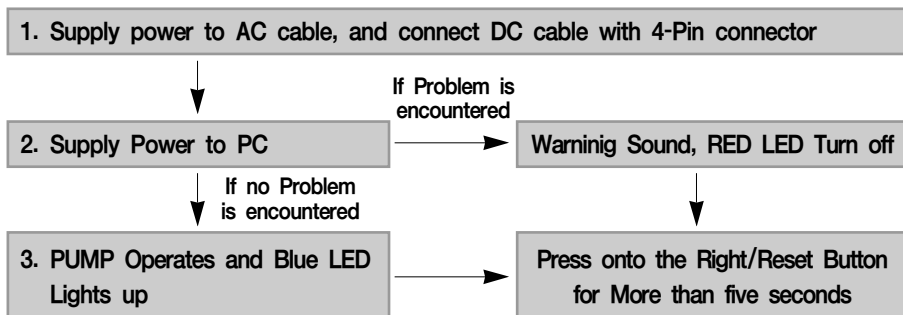 1. Supply power to AC cable, and connect DC cable with 4-Pin connector
If Problem is
encountered
2. Supply Power to PC
Warninig Sound, RED LED Turn off
If no Problem
is encountered
3. PUMP Operates and Blue LED
Lights up
Press onto the Right/Reset Button
for More than five seconds